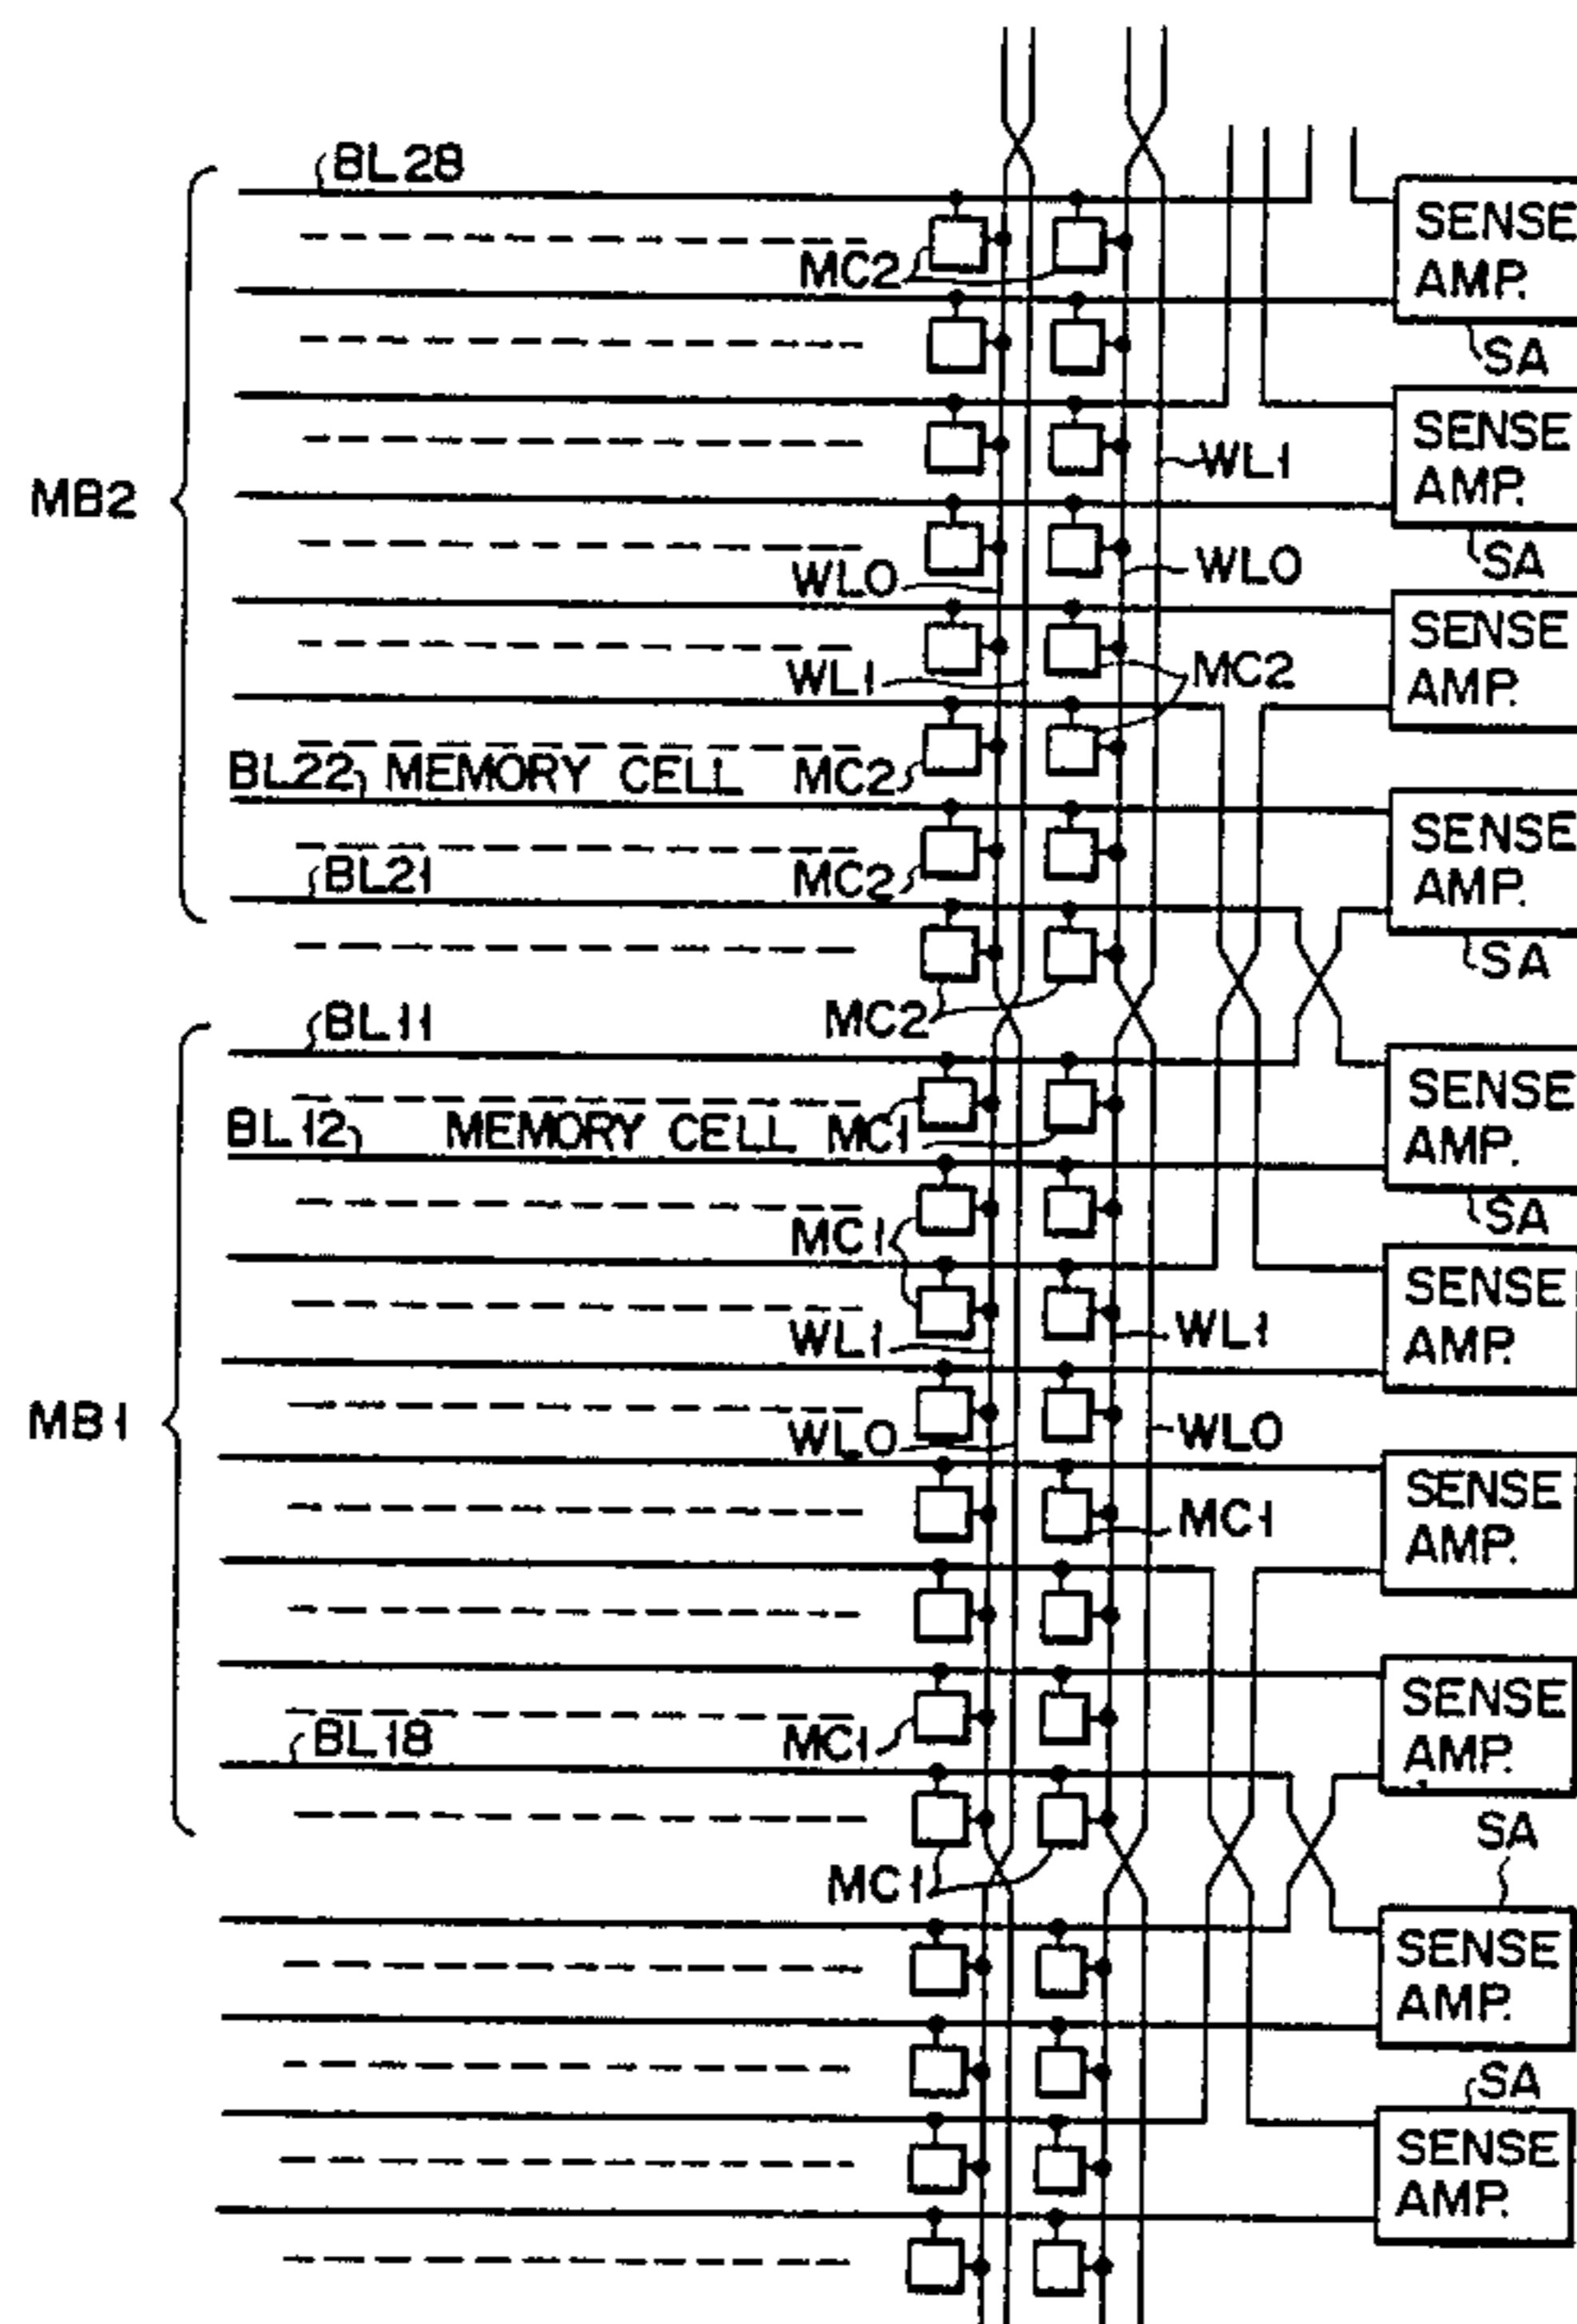 BL28
SENSE
AMP.
MC2
SA
SENSE
AMP.
WL1
MB2
SA
WL0
WL0
SENSE
AMP.
MC2
WL1
BL22 MEMORY CELL MC2
SENSE
AMP.
BL21
MC2
SA
MC2
BL11
SENSE
AMP.
BL12 MEMORY CELL MC1
SA
MC1
SENSE
AMP.
WL1
WL1
MB1
WL0
WL0
SENSE
AMP.
MC1
SENSE
AMP.
BL18
MC1
SA
MC1
SENSE
AMP.
SA
SENSE
AMP.